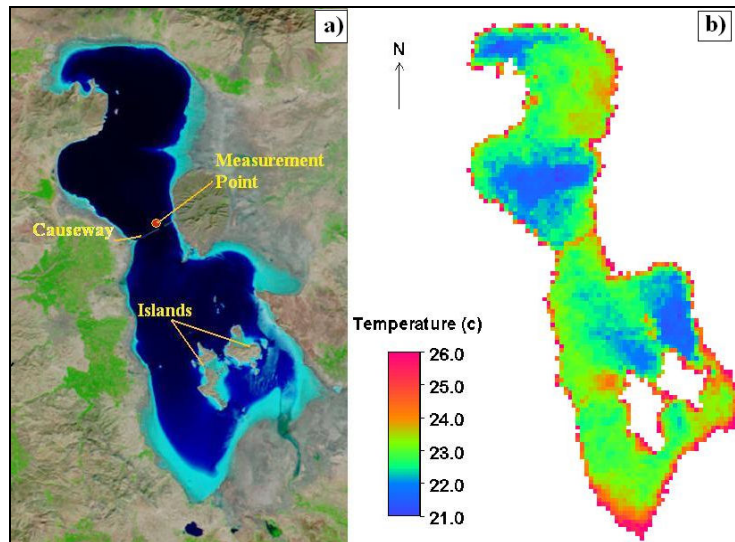 a)
Measurement
Point
Causeway
Islands
b)
N
Temperature (c)
26.0
25.0
24.0
23.0
22.0
21.0